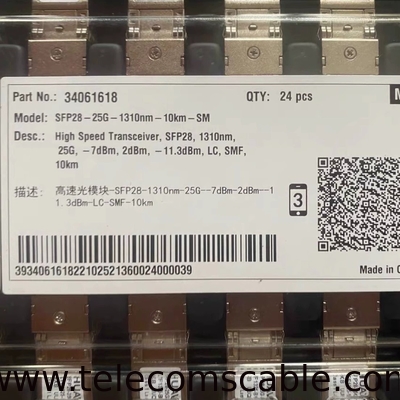 Part No.: 34061618 QTY: 24 pcs
Model: SFP28-25G-1310nm-10km-SM
Desc.: High Speed Transceiver, SFP28, 1310nm,
25G, -7dBm, 2dBm, -11.3dBm, LC, SMF,
10km
描述: 高速光模块-SFP28-1310nm-25G--7dBm-2dBm--1
1.3dBm-LC-SMF-10km
3
39340616182210252136002400039
Made in C
www.telecomscable.com